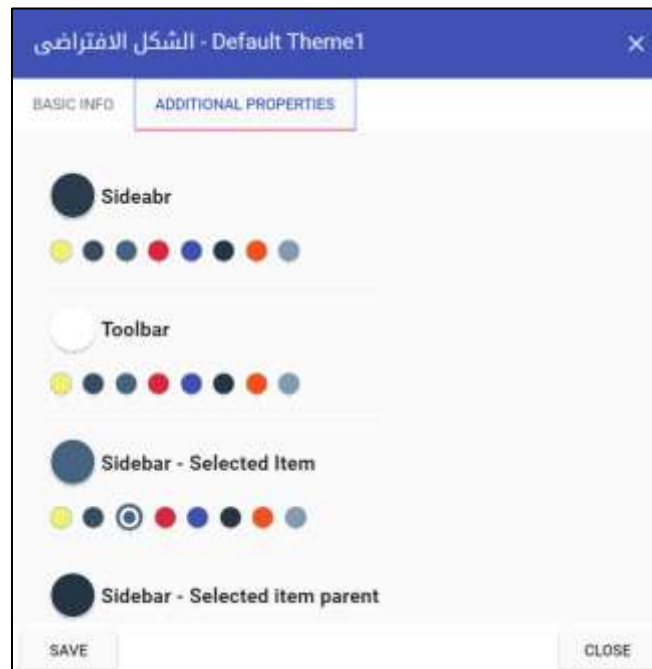 الشكل الافتراضى - Default Theme1
BASIC INFO
ADDITIONAL PROPERTIES
Sideabr
Toolbar
Sidebar - Selected Item
Sidebar - Selected item parent
SAVE
CLOSE